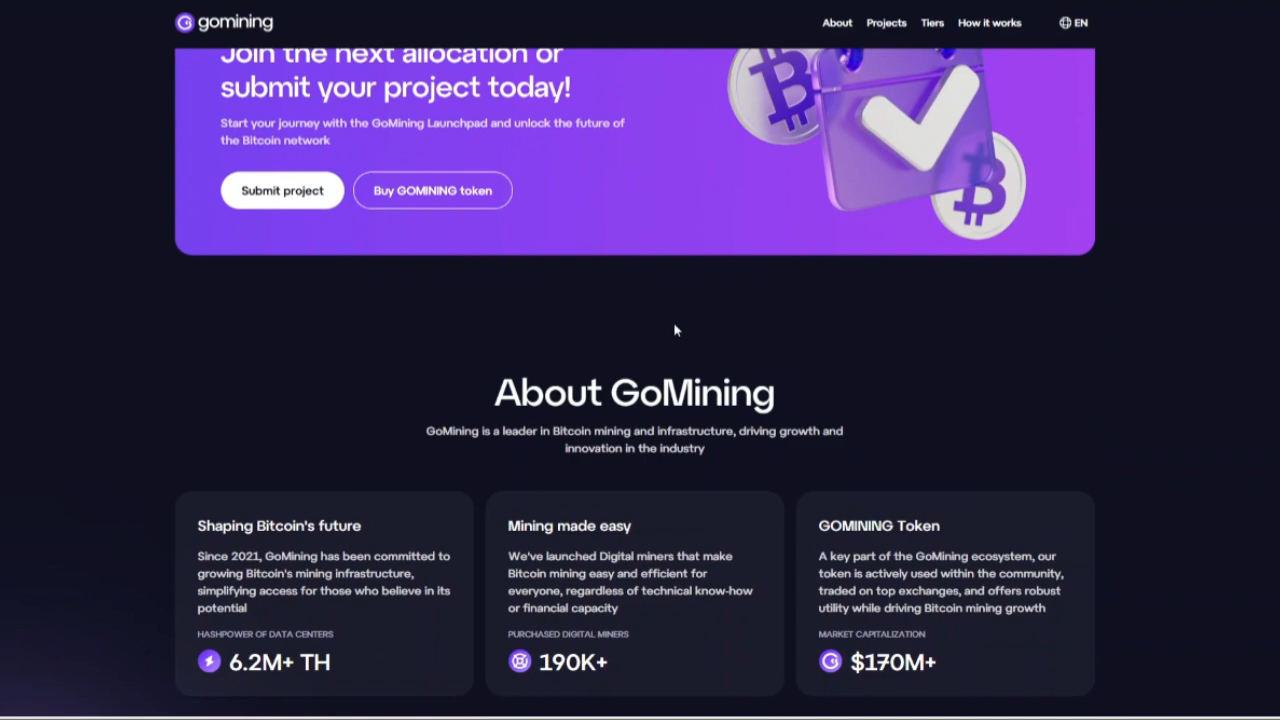 gomining
About Projects Tiers How it works EN
Join the next allocation or
submit your project today!
Start your journey with the GoMining Launchpad and unlock the future of
the Bitcoin network
Submit project Buy GOMINING token
About GoMining
GoMining is a leader in Bitcoin mining and infrastructure, driving growth and
innovation in the industry
Shaping Bitcoin's future
Since 2021, GoMining has been committed to
growing Bitcoin's mining infrastructure,
simplifying access for those who believe in its
potential
HASHPOWER OF DATA CENTERS
6.2M+ TH
Mining made easy
We've launched Digital miners that make
Bitcoin mining easy and efficient for
everyone, regardless of technical know-how
or financial capacity
PURCHASED DIGITAL MINERS
190K+
GOMINING Token
A key part of the GoMining ecosystem, our
token is actively used within the community,
traded on top exchanges, and offers robust
utility while driving Bitcoin mining growth
MARKET CAPITALIZATION
$170M+